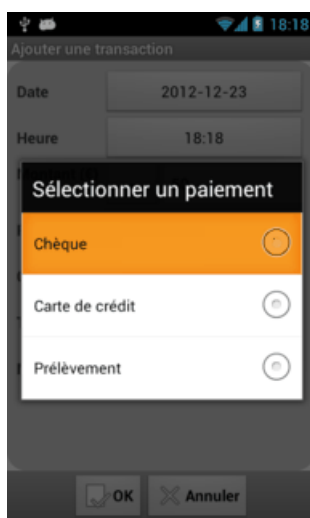 18:18
Ajouter une transaction
Date 2012-12-23
Heure 18:18
Sélectionner un paiement
Chèque
Carte de crédit
Prélèvement
OK Annuler